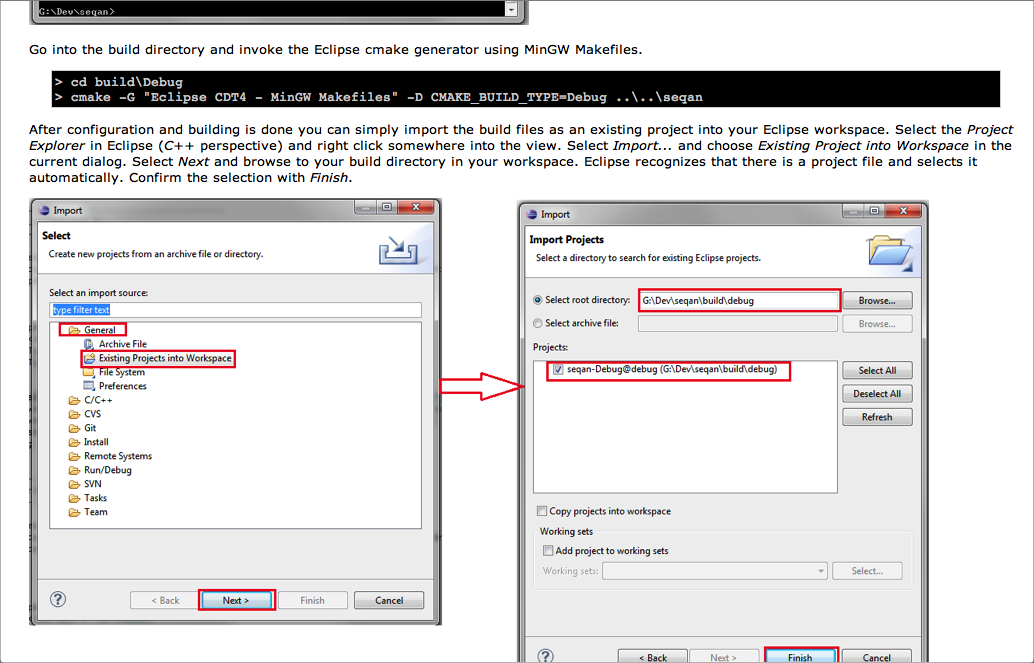 G:\Dev\seqan>
Go into the build directory and invoke the Eclipse cmake generator using MinGW Makefiles.
> cd build\Debug
> cmake -G "Eclipse CDT4 - MinGW Makefiles" -D CMAKE_BUILD_TYPE=Debug ..\..\seqan
After configuration and building is done you can simply import the build files as an existing project into your Eclipse workspace. Select the Project
Explorer in Eclipse (C++ perspective) and right click somewhere into the view. Select Import... and choose Existing Project into Workspace in the
current dialog. Select Next and browse to your build directory in your workspace. Eclipse recognizes that there is a project file and selects it
automatically. Confirm the selection with Finish.
Import
Select
Create new projects from an archive file or directory.
Select an import source:
type filter text
General
Archive File
Existing Projects into Workspace
File System
Preferences
C/C++
CVS
Git
Install
Remote Systems
Run/Debug
SVN
Tasks
Team
?
< Back
Next >
Finish
Cancel
Import
Import Projects
Select a directory to search for existing Eclipse projects.
Select root directory:
G:\Dev\seqan\build\debug
Browse...
Select archive file:
Browse...
Projects:
seqan-Debug@debug (G:\Dev\seqan\build\debug)
Select All
Deselect All
Refresh
Copy projects into workspace
Working sets
Add project to working sets
Working sets:
Select...
?
< Back
Next >
Finish
Cancel